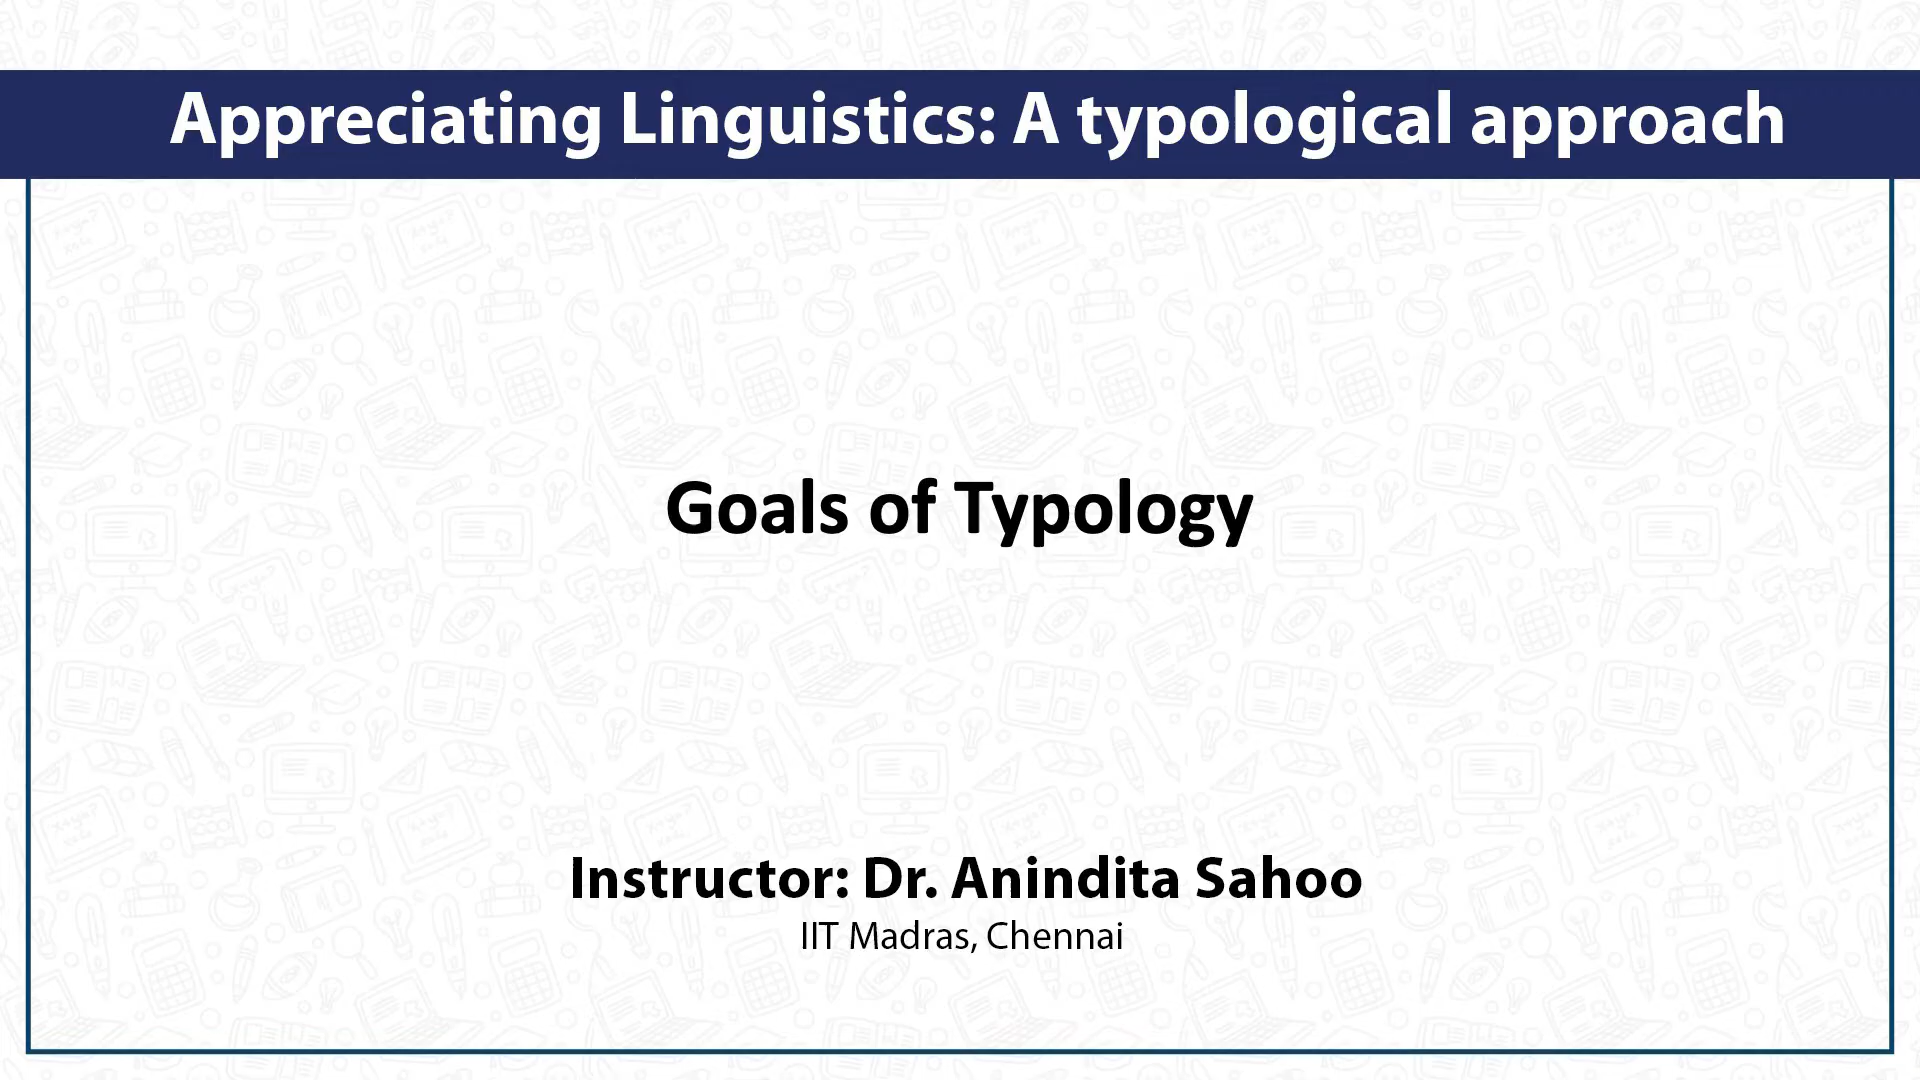 Appreciating Linguistics: A typological approach
Goals of Typology
Instructor: Dr. Anindita Sahoo
IIT Madras, Chennai